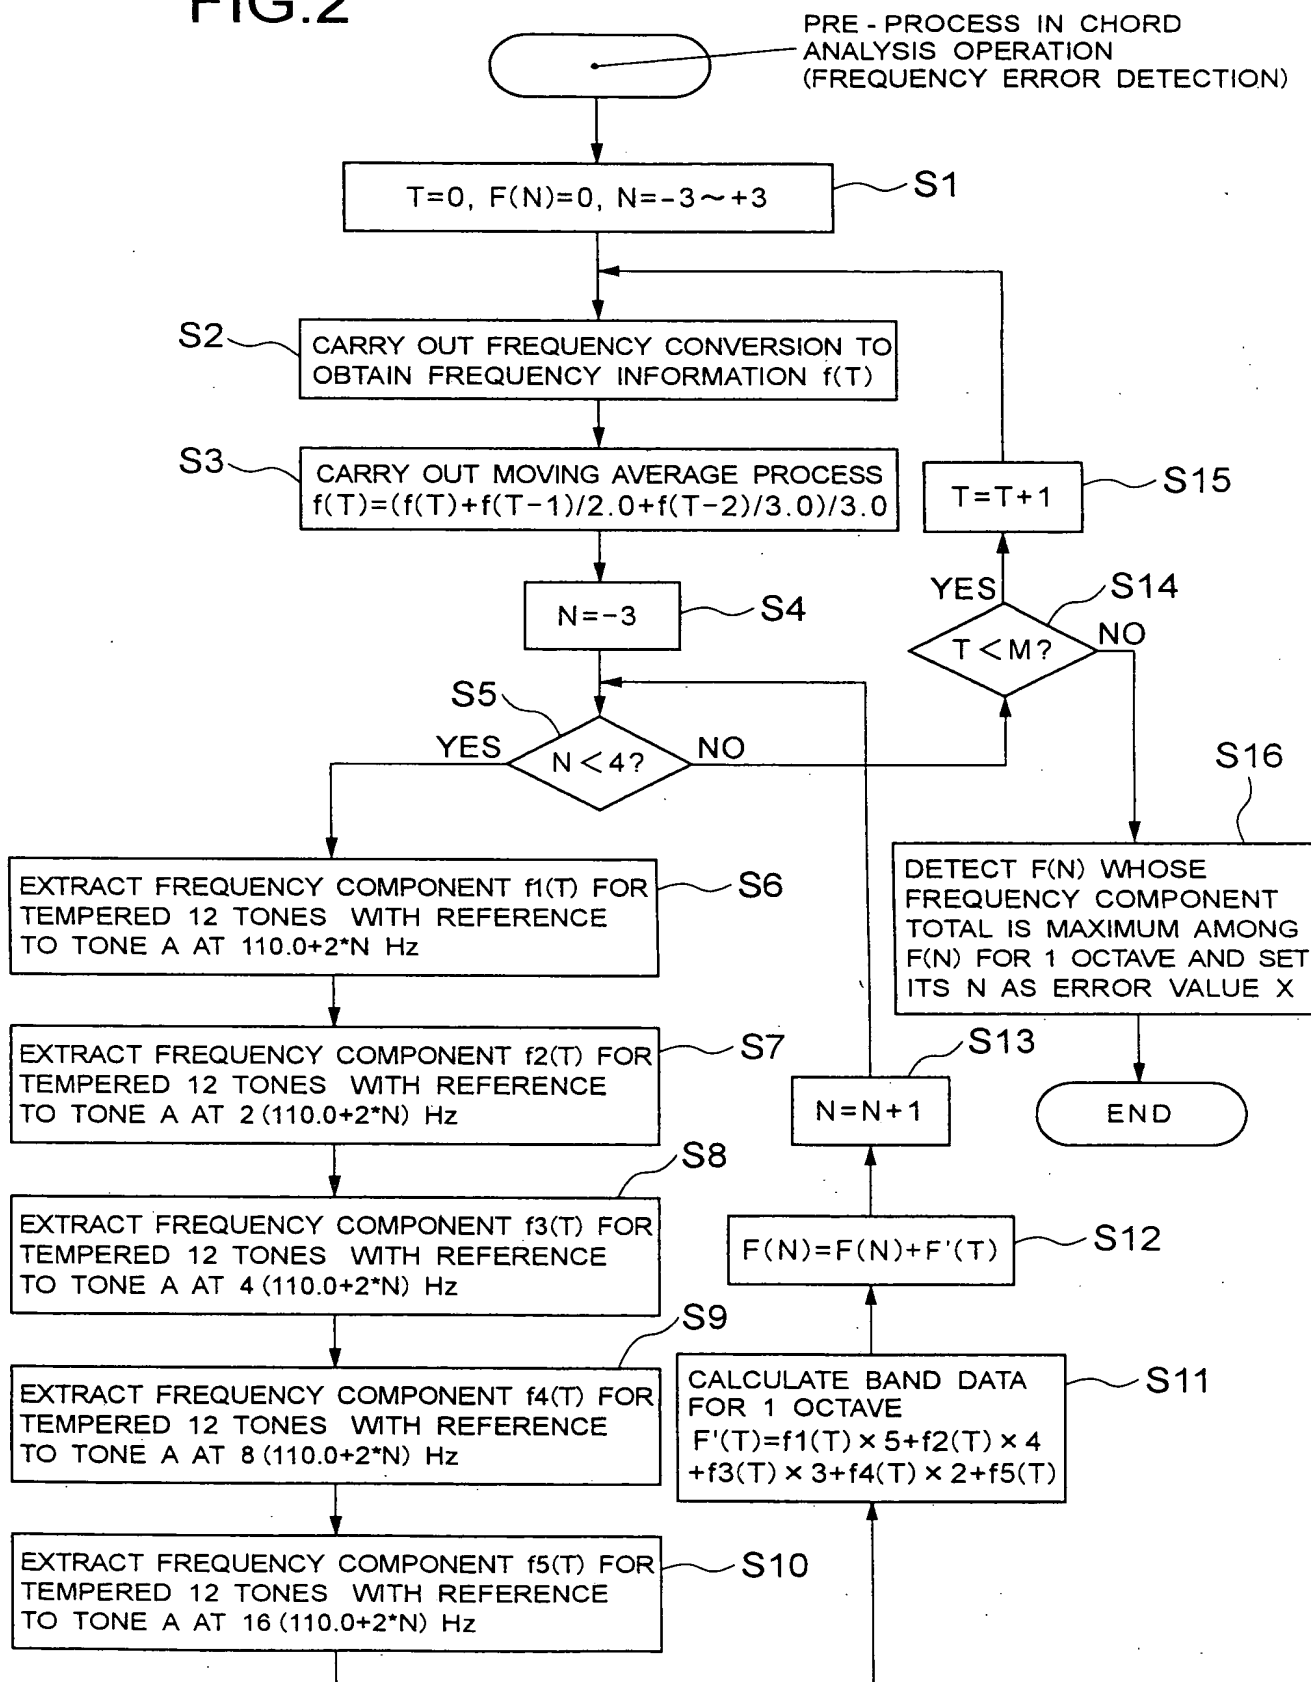 FIG.2
PRE-PROCESS IN CHORD
ANALYSIS OPERATION
(FREQUENCY ERROR DETECTION)
T=0, F(N)=0, N=-3~+3
S1
S2
CARRY OUT FREQUENCY CONVERSION TO
OBTAIN FREQUENCY INFORMATION f(T)
S3
CARRY OUT MOVING AVERAGE PROCESS
f(T)=(f(T)+f(T-1)/2.0+f(T-2)/3.0)/3.0
T=T+1
S15
N=-3
S4
YES
S14
T<M?
NO
S5
YES
N<4?
NO
S16
DETECT F(N) WHOSE
FREQUENCY COMPONENT
TOTAL IS MAXIMUM AMONG
F(N) FOR 1 OCTAVE AND SET
ITS N AS ERROR VALUE X
END
EXTRACT FREQUENCY COMPONENT f1(T) FOR
TEMPERED 12 TONES WITH REFERENCE
TO TONE A AT 110.0+2*N Hz
S6
EXTRACT FREQUENCY COMPONENT f2(T) FOR
TEMPERED 12 TONES WITH REFERENCE
TO TONE A AT 2(110.0+2*N) Hz
S7
EXTRACT FREQUENCY COMPONENT f3(T) FOR
TEMPERED 12 TONES WITH REFERENCE
TO TONE A AT 4(110.0+2*N) Hz
S8
EXTRACT FREQUENCY COMPONENT f4(T) FOR
TEMPERED 12 TONES WITH REFERENCE
TO TONE A AT 8(110.0+2*N) Hz
S9
EXTRACT FREQUENCY COMPONENT f5(T) FOR
TEMPERED 12 TONES WITH REFERENCE
TO TONE A AT 16(110.0+2*N) Hz
S10
CALCULATE BAND DATA
FOR 1 OCTAVE
F'(T)=f1(T)×5+f2(T)×4
+f3(T)×3+f4(T)×2+f5(T)
S11
F(N)=F(N)+F'(T)
S12
N=N+1
S13